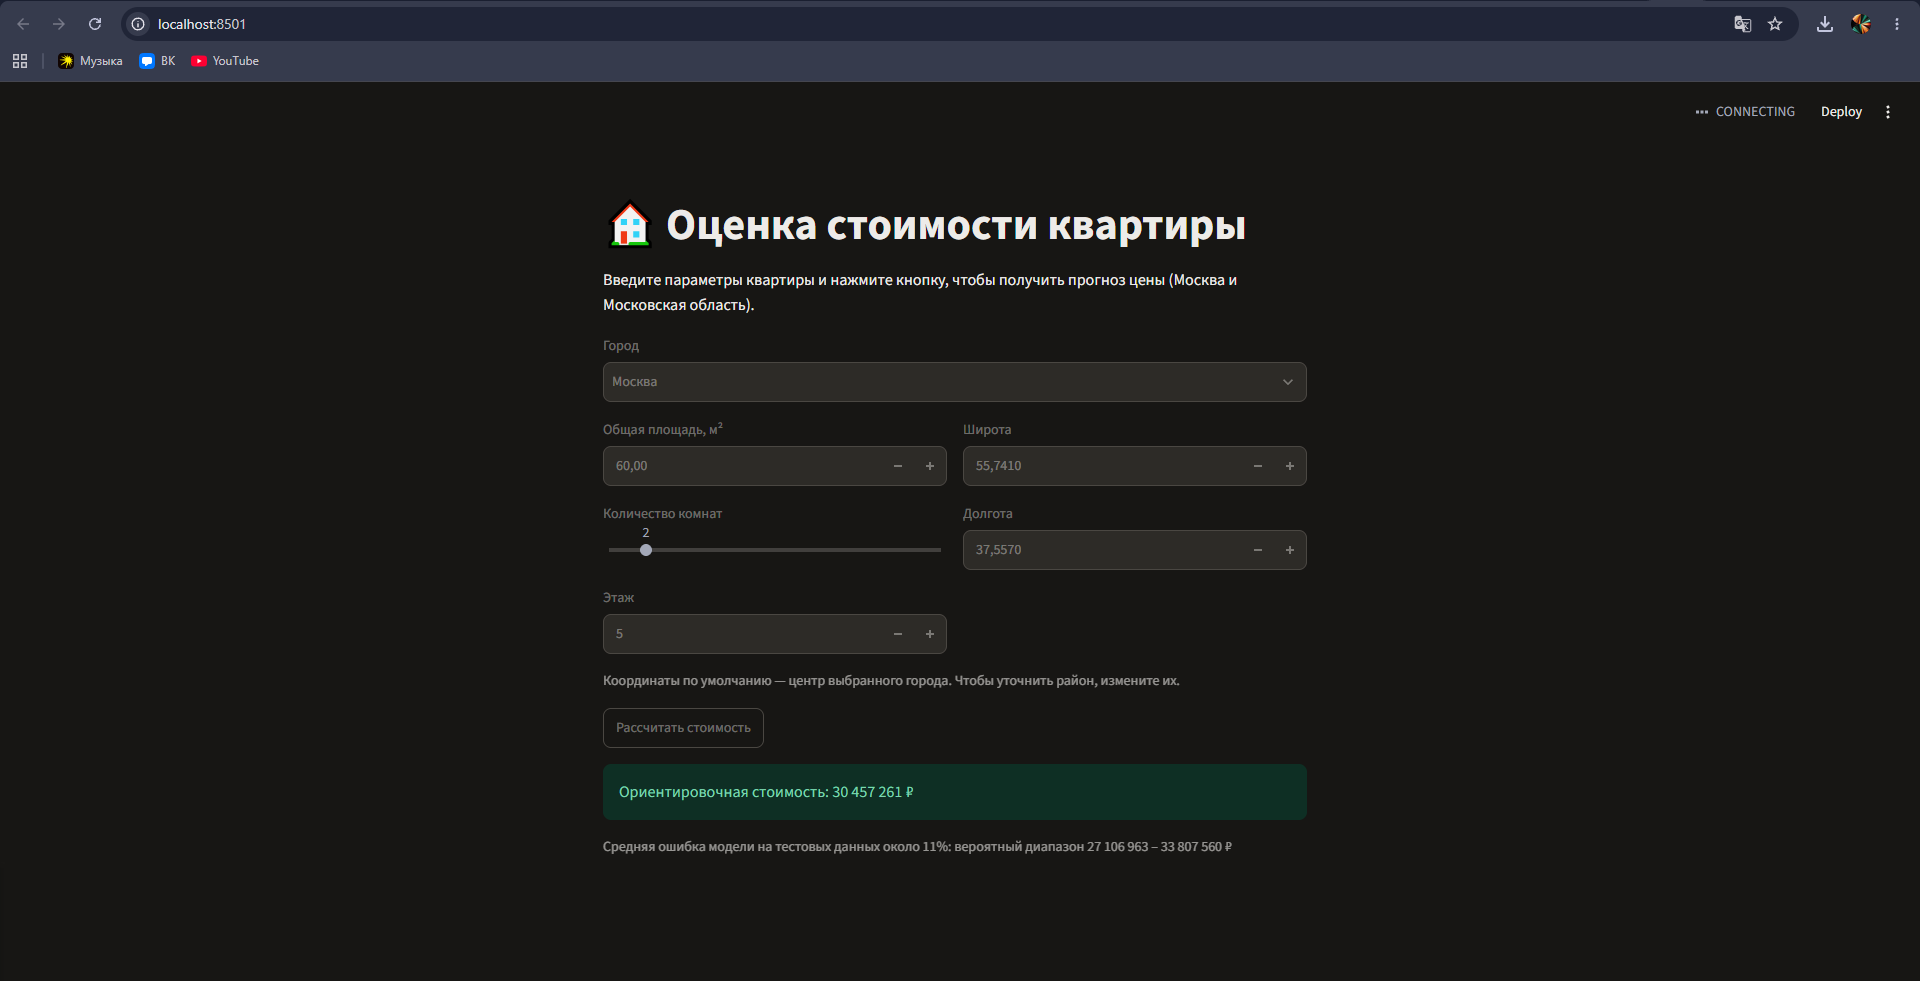 localhost:8501
Музыка
ВК
YouTube
CONNECTING
Deploy
Оценка стоимости квартиры
Введите параметры квартиры и нажмите кнопку, чтобы получить прогноз цены (Москва и
Московская область).
Город
Москва
Общая площадь, м²
Широта
60,00
55,7410
Количество комнат
Долгота
2
37,5570
Этаж
5
Координаты по умолчанию — центр выбранного города. Чтобы уточнить район, измените их.
Рассчитать стоимость
Ориентировочная стоимость: 30 457 261 ₽
Средняя ошибка модели на тестовых данных около 11%: вероятный диапазон 27 106 963 – 33 807 560 ₽